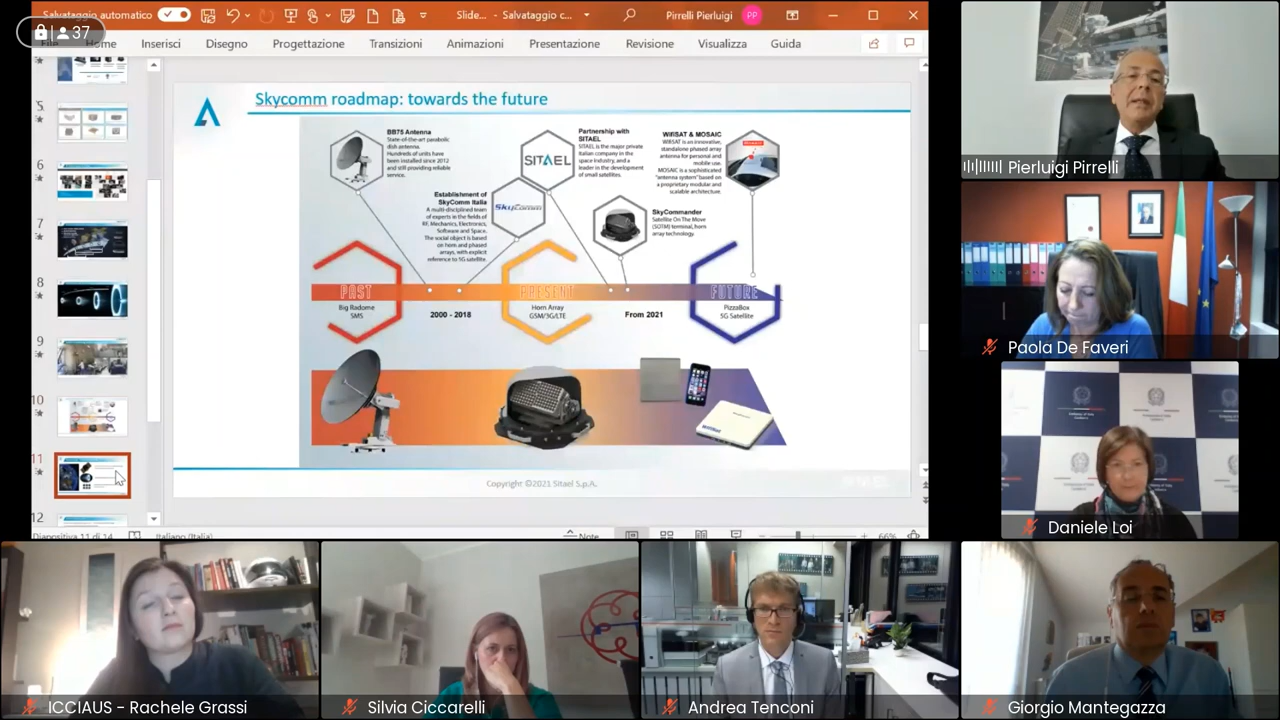 Salvataggio automatico
Slide... - Salvataggio c...
Pirrelli Pierluigi
PP
37
File
Home
Inserisci
Disegno
Progettazione
Transizioni
Animazioni
Presentazione
Revisione
Visualizza
Guida
5
6
7
8
9
10
11
12
Skycomm roadmap: towards the future
BB75 Antenna
State-of-the-art parabolic
dish antenna.
Hundreds of units have
been installed since 2012
and still providing reliable
service.
Establishment of
SkyComm Italia
A multi-disciplined team
of experts in the fields of
RF, Mechanics, Electronics,
Software and Space.
The social object is based
on horn and phased
arrays, with explicit
reference to 5G satellite.
SITAEL
SkyComm
Partnership with
SITAEL
SITAEL is the major private
Italian company in the
space industry, and a
leader in the development
of small satellites.
WifiSAT & MOSAIC
WifiSAT is an innovative,
standalone phased array
antenna for personal and
mobile use.
MOSAIC is a sophisticated
"antenna system" based on
a proprietary modular and
scalable architecture.
SkyCommander
Satellite On The Move
(SOTM) terminal, horn
array technology.
PAST
Big Radome
SMS
2000 - 2018
PRESENT
Horn Array
GSM/3G/LTE
From 2021
FUTURE
PizzaBox
5G Satellite
WifiSat
Copyright ©2021 Sitael S.p.A.
Diapositiva 11 di 14
Italiano (Italia)
Note
66%
Pierluigi Pirrelli
Paola De Faveri
Daniele Loi
ICCIAUS - Rachele Grassi
Silvia Ciccarelli
Andrea Tenconi
Giorgio Mantegazza